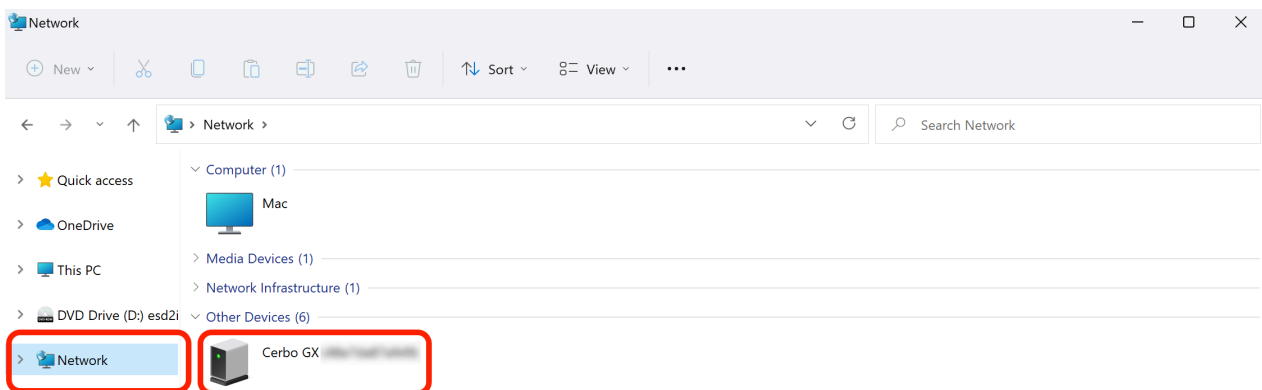 Network
New
Sort
View
Network
Search Network
Quick access
OneDrive
This PC
DVD Drive (D:) esd2i
Network
Computer (1)
Mac
Media Devices (1)
Network Infrastructure (1)
Other Devices (6)
Cerbo GX